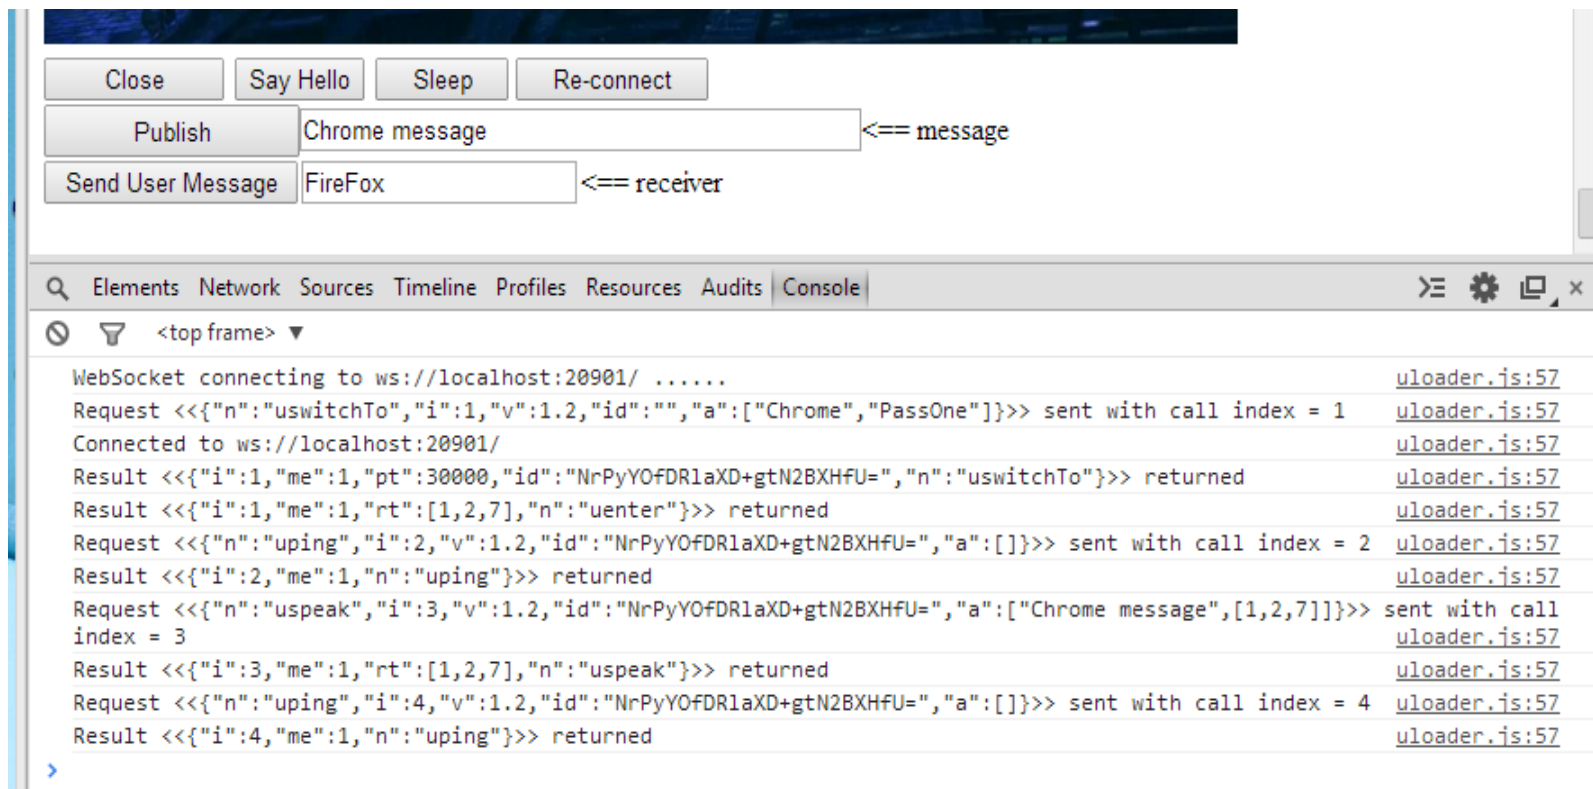 Close Say Hello Sleep Re-connect
Publish Chrome message <== message
Send User Message FireFox <== receiver
Elements Network Sources Timeline Profiles Resources Audits Console
<top frame> ▼
WebSocket connecting to ws://localhost:20901/ ...... uloader.js:57
Request <<{"n":"uswitchTo","i":1,"v":1.2,"id":"","a":["Chrome","PassOne"]}>> sent with call index = 1 uloader.js:57
Connected to ws://localhost:20901/ uloader.js:57
Result <<{"i":1,"me":1,"pt":30000,"id":"NrPyYOfDRlaXD+gtN2BXHfU=","n":"uswitchTo"}>> returned uloader.js:57
Result <<{"i":1,"me":1,"rt":[1,2,7],"n":"uenter"}>> returned uloader.js:57
Request <<{"n":"uping","i":2,"v":1.2,"id":"NrPyYOfDRlaXD+gtN2BXHfU=","a":[]}>> sent with call index = 2 uloader.js:57
Result <<{"i":2,"me":1,"n":"uping"}>> returned uloader.js:57
Request <<{"n":"uspeak","i":3,"v":1.2,"id":"NrPyYOfDRlaXD+gtN2BXHfU=","a":["Chrome message",[1,2,7]]}>> sent with call
index = 3 uloader.js:57
Result <<{"i":3,"me":1,"rt":[1,2,7],"n":"uspeak"}>> returned uloader.js:57
Request <<{"n":"uping","i":4,"v":1.2,"id":"NrPyYOfDRlaXD+gtN2BXHfU=","a":[]}>> sent with call index = 4 uloader.js:57
Result <<{"i":4,"me":1,"n":"uping"}>> returned uloader.js:57